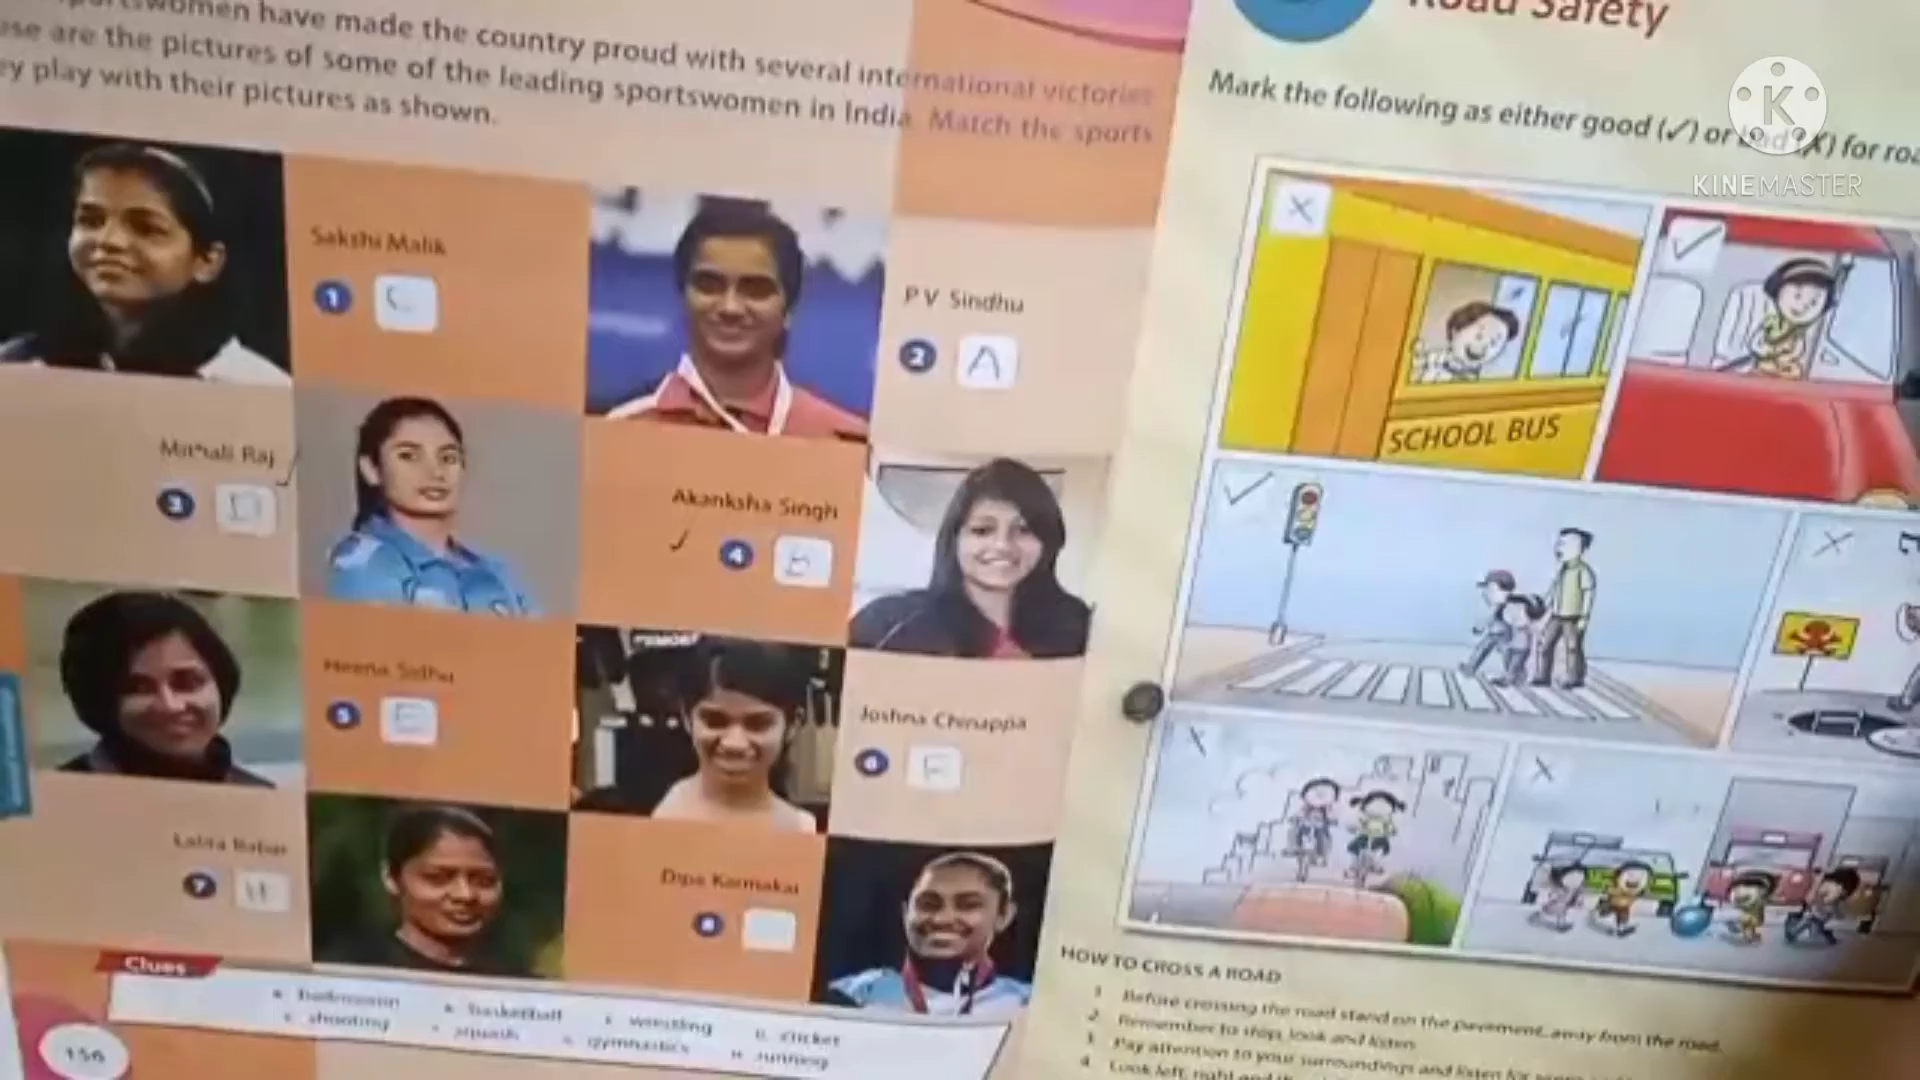 women have made the country proud with several international victories
are the pictures of some of the leading sportswomen in India. Match the sports
play with their pictures as shown.
Sakshi Malik
1 C
P V Sindhu
2 A
Mithali Raj
3 D
Akanksha Singh
4 B
Heena Sidhu
5 E
Joshna Chinappa
6 F
Lalita Babar
7 H
Dipa Karmakar
8
Clues
badminton basketball wrestling cricket
shooting squash gymnastics running
156
Road Safety
Mark the following as either good (✓) or bad (X) for
KINEMASTER
SCHOOL BUS
HOW TO CROSS A ROAD
1. Before crossing the road stand on the pavement, away from the road.
2. Remember to stop, look and listen
3. Pay attention to your surroundings and listen for
4. Look left, right and